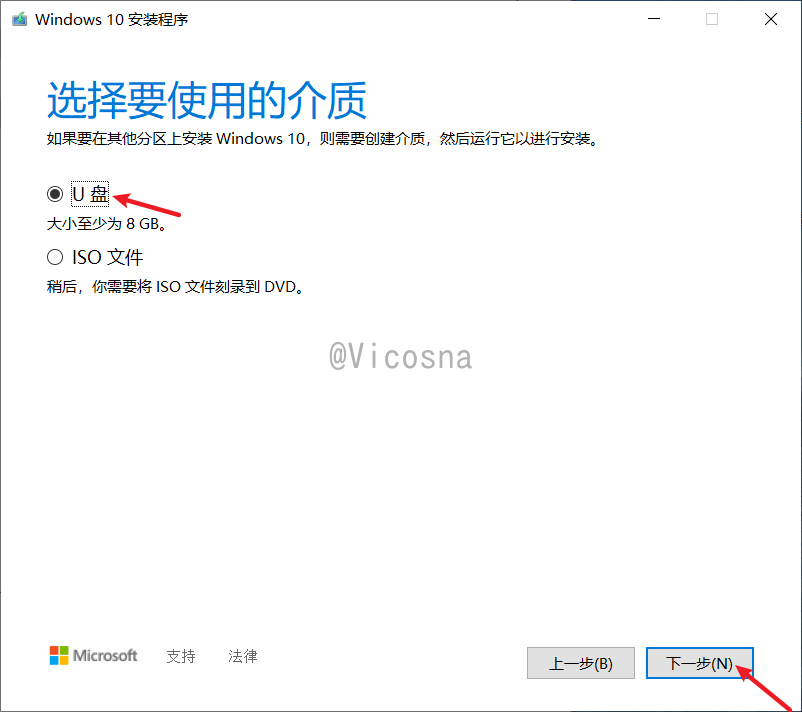 Windows 10 安装程序
选择要使用的介质
如果要在其他分区上安装 Windows 10，则需要创建介质，然后运行它以进行安装。
U 盘
大小至少为 8 GB。
ISO 文件
稍后，你需要将 ISO 文件刻录到 DVD。
@Vicosna
Microsoft 支持 法律 上一步(B) 下一步(N)